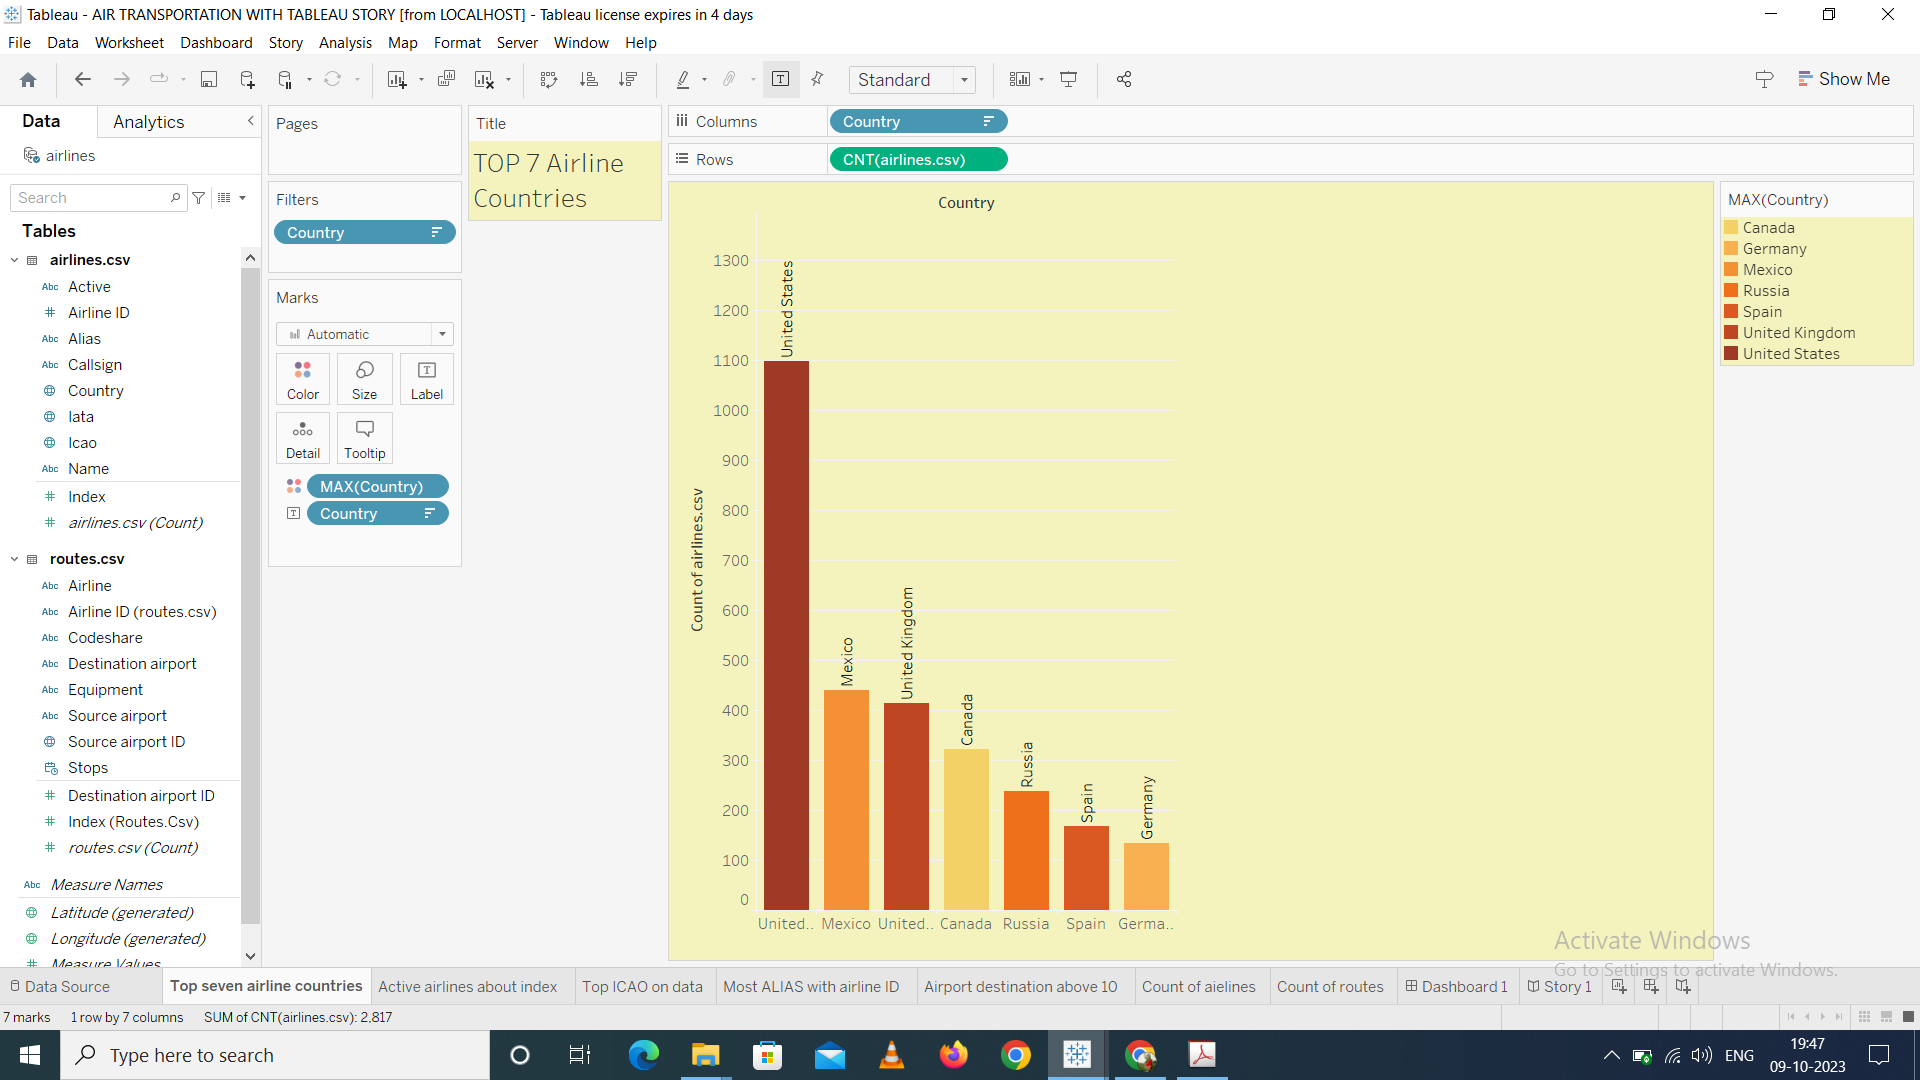 Tableau - AIR TRANSPORTATION WITH TABLEAU STORY [from LOCALHOST] - Tableau license expires in 4 days
File Data Worksheet Dashboard Story Analysis Map Format Server Window Help
Standard
Show Me
Data Analytics
airlines
Search
Tables
airlines.csv
Abc Active
# Airline ID
Abc Alias
Abc Callsign
Country
Iata
Icao
Abc Name
# Index
# airlines.csv (Count)
routes.csv
Abc Airline
Abc Airline ID (routes.csv)
Abc Codeshare
Abc Destination airport
Abc Equipment
Abc Source airport
Source airport ID
Stops
# Destination airport ID
# Index (Routes.Csv)
# routes.csv (Count)
Abc Measure Names
Latitude (generated)
Longitude (generated)
# Measure Values
Pages
Filters
Country
Marks
Automatic
Color Size Label
Detail Tooltip
MAX(Country)
Country
Title
TOP 7 Airline
Countries
Columns Country
Rows CNT(airlines.csv)
Country
Count of airlines.csv
1300
1200
1100
1000
900
800
700
600
500
400
300
200
100
0
United States
Mexico
United Kingdom
Canada
Russia
Spain
Germany
United.. Mexico United.. Canada Russia Spain Germa..
MAX(Country)
Canada
Germany
Mexico
Russia
Spain
United Kingdom
United States
Activate Windows
Go to Settings to activate Windows.
Data Source Top seven airline countries Active airlines about index Top ICAO on data Most ALIAS with airline ID Airport destination above 10 Count of aielines Count of routes Dashboard 1 Story 1
7 marks 1 row by 7 columns SUM of CNT(airlines.csv): 2,817
Type here to search
ENG
19:47
09-10-2023